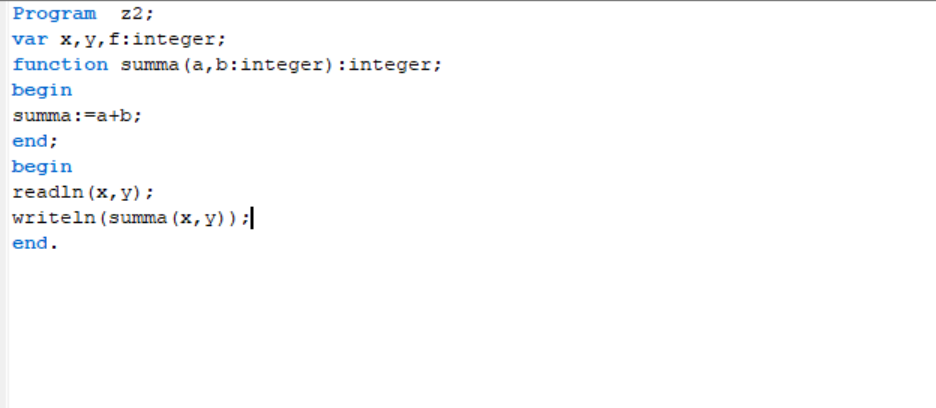 Program  z2;
var x,y,f:integer;
function summa(a,b:integer):integer;
begin
summa:=a+b;
end;
begin
readln(x,y);
writeln(summa(x,y));
end.